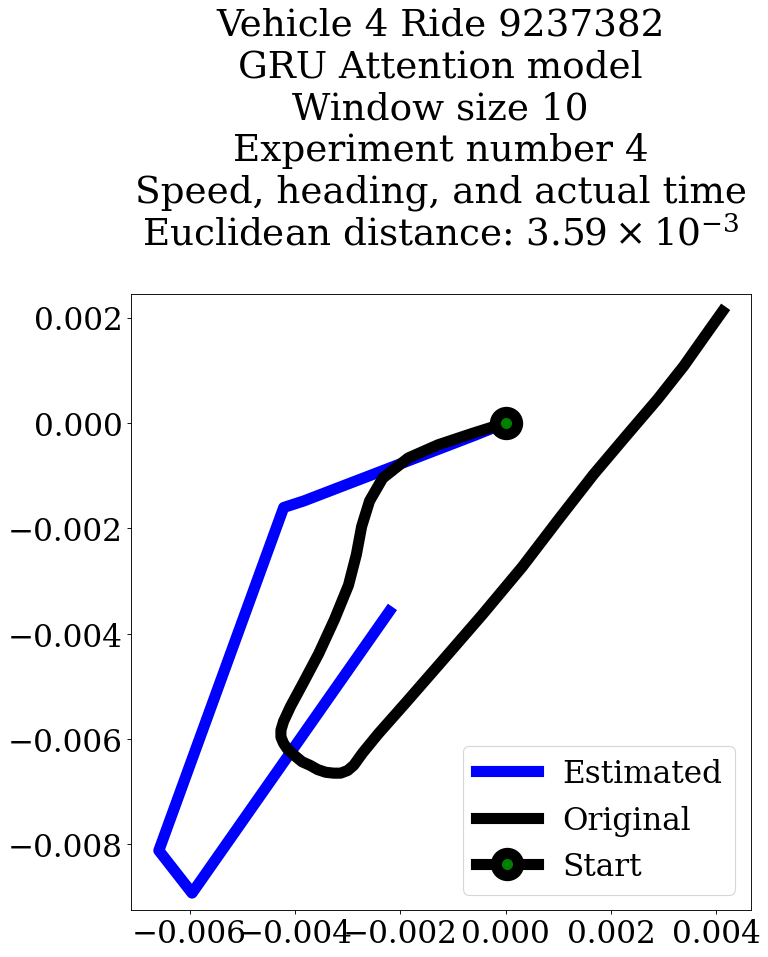 Vehicle 4 Ride 9237382
GRU Attention model
Window size 10
Experiment number 4
Speed, heading, and actual time
Euclidean distance: 3.59 × 10⁻³
0.002
0.000
−0.002
−0.004
−0.006
−0.008
Estimated
Original
Start
−0.006 −0.004 −0.002 0.000 0.002 0.004